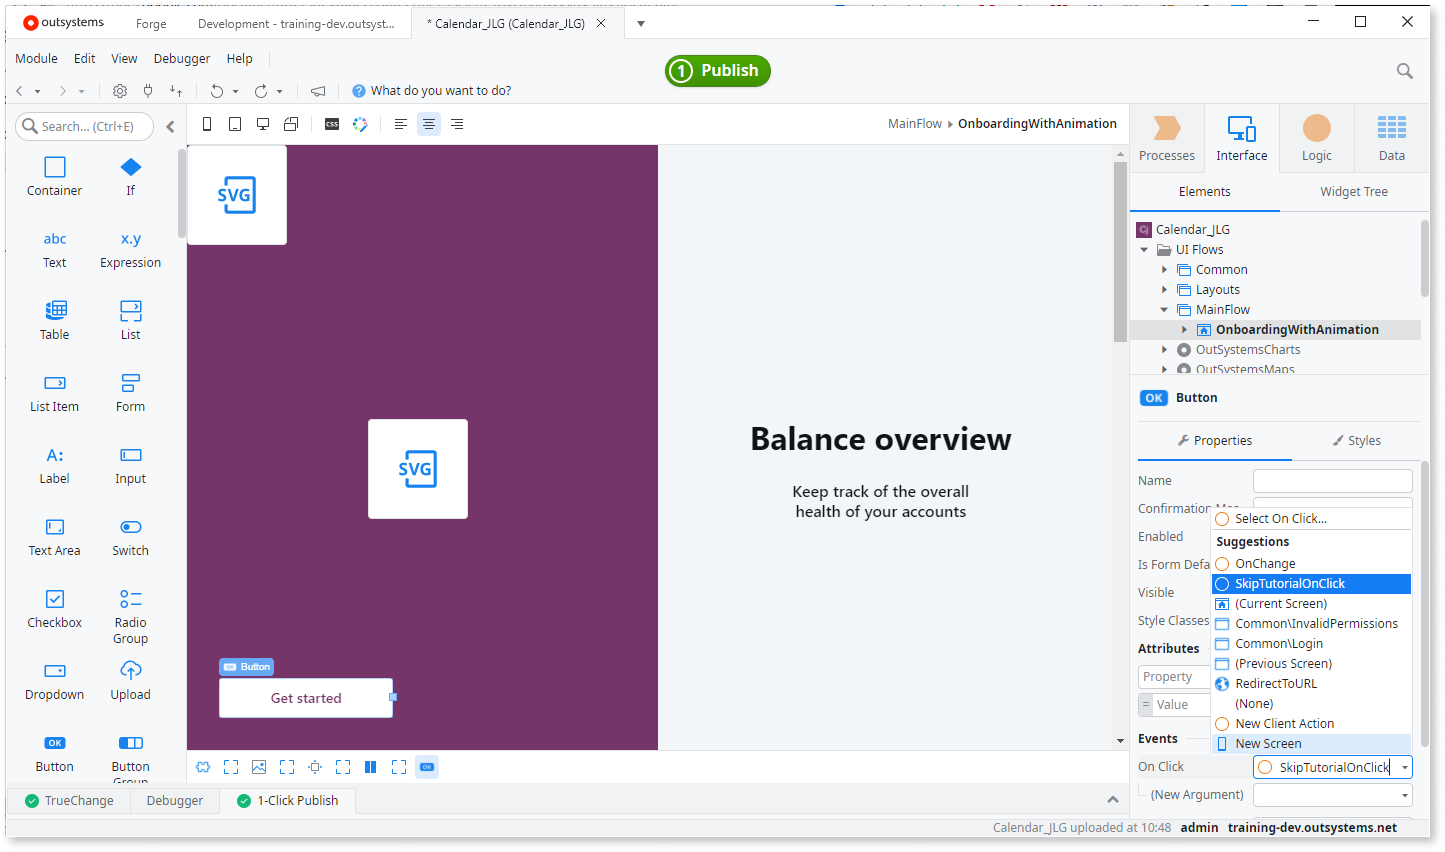 outsystems
Forge
Development - training-dev.outsyst...
* Calendar_JLG (Calendar_JLG)
Module Edit View Debugger Help
1 Publish
What do you want to do?
Search... (Ctrl+E)
Container If
abc x.y
Text Expression
Table List
List Item Form
A:
Label Input
Text Area Switch
Checkbox Radio
Group
Dropdown Upload
OK
Button Button
Group
css
MainFlow OnboardingWithAnimation
SVG
SVG
OK Button
Get started
Balance overview
Keep track of the overall
health of your accounts
OK
Processes Interface Logic Data
Elements Widget Tree
Calendar_JLG
UI Flows
Common
Layouts
MainFlow
OnboardingWithAnimation
OutSystemsCharts
OutSystemsMaps
OK Button
Properties Styles
Name
Confirmation
Enabled
Is Form Defa
Visible
Style Classes
Attributes
Property
= Value
Events
Select On Click...
Suggestions
OnChange
SkipTutorialOnClick
(Current Screen)
Common\InvalidPermissions
Common\Login
(Previous Screen)
RedirectToURL
(None)
New Client Action
New Screen
On Click SkipTutorialOnClick
(New Argument)
TrueChange Debugger 1-Click Publish
Calendar_JLG uploaded at 10:48 admin training-dev.outsystems.net